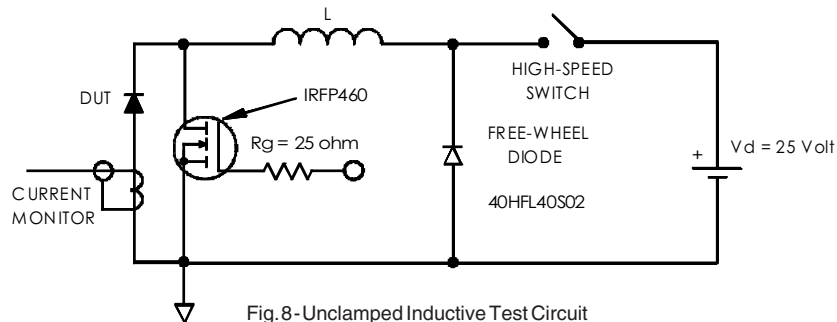 L
HIGH-SPEED
SWITCH
DUT
IRFP460
Rg = 25 ohm
FREE-WHEEL
DIODE
40HFL40S02
+
Vd = 25 Volt
CURRENT
MONITOR
Fig. 8 - Unclamped Inductive Test Circuit